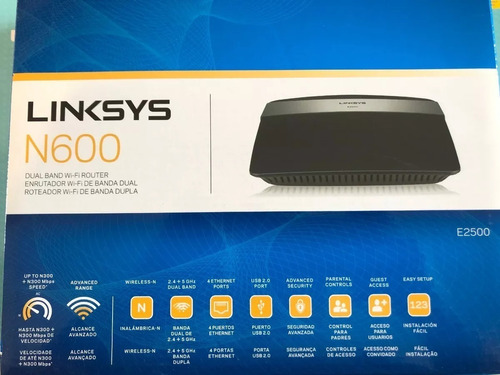 LINKSYS
N600
DUAL BAND Wi-Fi ROUTER
ENRUTADOR Wi-Fi DE BANDA DUAL
ROTEADOR Wi-Fi DE BANDA DUPLA
LINKSYS
E2500
UP TO N300
+ N300 Mbps
SPEED*
HASTA N300 +
N300 Mbps DE
VELOCIDAD*
VELOCIDADE
DE ATÉ N300
+ N300 Mbps*
ADVANCED
RANGE
ALCANCE
AVANZADO
ALCANCE
AVANÇADO
WIRELESS-N
N
INALÁMBRICA-N
WIRELESS-N
2.4 + 5 GHz
DUAL BAND
BANDA
DUAL DE
2.4 + 5 GHz
2.4 + 5 GHz
BANDA
DUPLA
4 ETHERNET
PORTS
4 PUERTOS
ETHERNET
4 PORTAS
ETHERNET
USB 2.0
PORT
PUERTO
USB 2.0
PORTA
USB 2.0
ADVANCED
SECURITY
SEGURIDAD
AVANZADA
SEGURANÇA
AVANÇADA
PARENTAL
CONTROLS
CONTROL
PARA
PADRES
CONTROLES
DE ACESSO
GUEST
ACCESS
ACCESO
PARA
USUARIOS
ACESSO COMO
CONVIDADO
EASY SETUP
123
INSTALACIÓN
FÁCIL
FÁCIL
INSTALAÇÃO